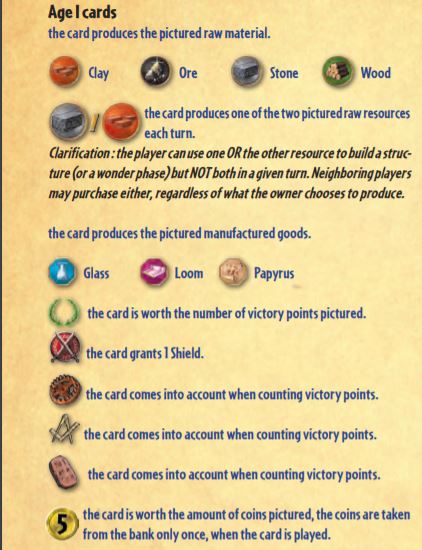 Age I cards
the card produces the pictured raw material.
Clay Ore Stone Wood
/ the card produces one of the two pictured raw resources
each turn.
Clarification : the player can use one OR the other resource to build a struc-
ture (or a wonder phase) but NOT both in a given turn. Neighboring players
may purchase either, regardless of what the owner chooses to produce.
the card produces the pictured manufactured goods.
Glass Loom Papyrus
the card is worth the number of victory points pictured.
the card grants 1 Shield.
the card comes into account when counting victory points.
the card comes into account when counting victory points.
the card comes into account when counting victory points.
5 the card is worth the amount of coins pictured, the coins are taken
from the bank only once, when the card is played.